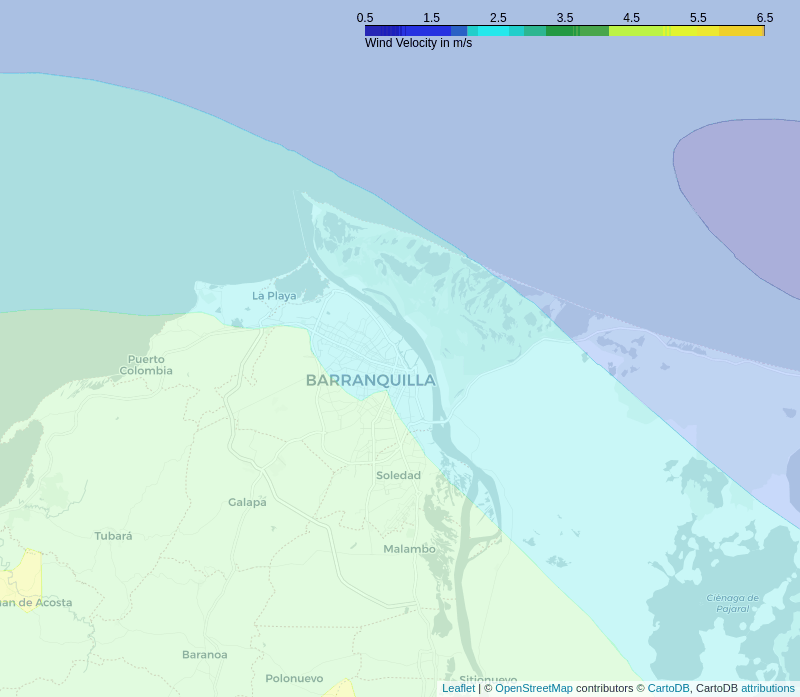 0.5 1.5 2.5 3.5 4.5 5.5 6.5
Wind Velocity in m/s
La Playa
Puerto
Colombia
BARRANQUILLA
Soledad
Galapa
Tubará
Malambo
uan de Acosta
Ciénaga de
Pajaral
Baranoa
Polonuevo
Sitionuevo
Leaflet | © OpenStreetMap contributors © CartoDB, CartoDB attributions